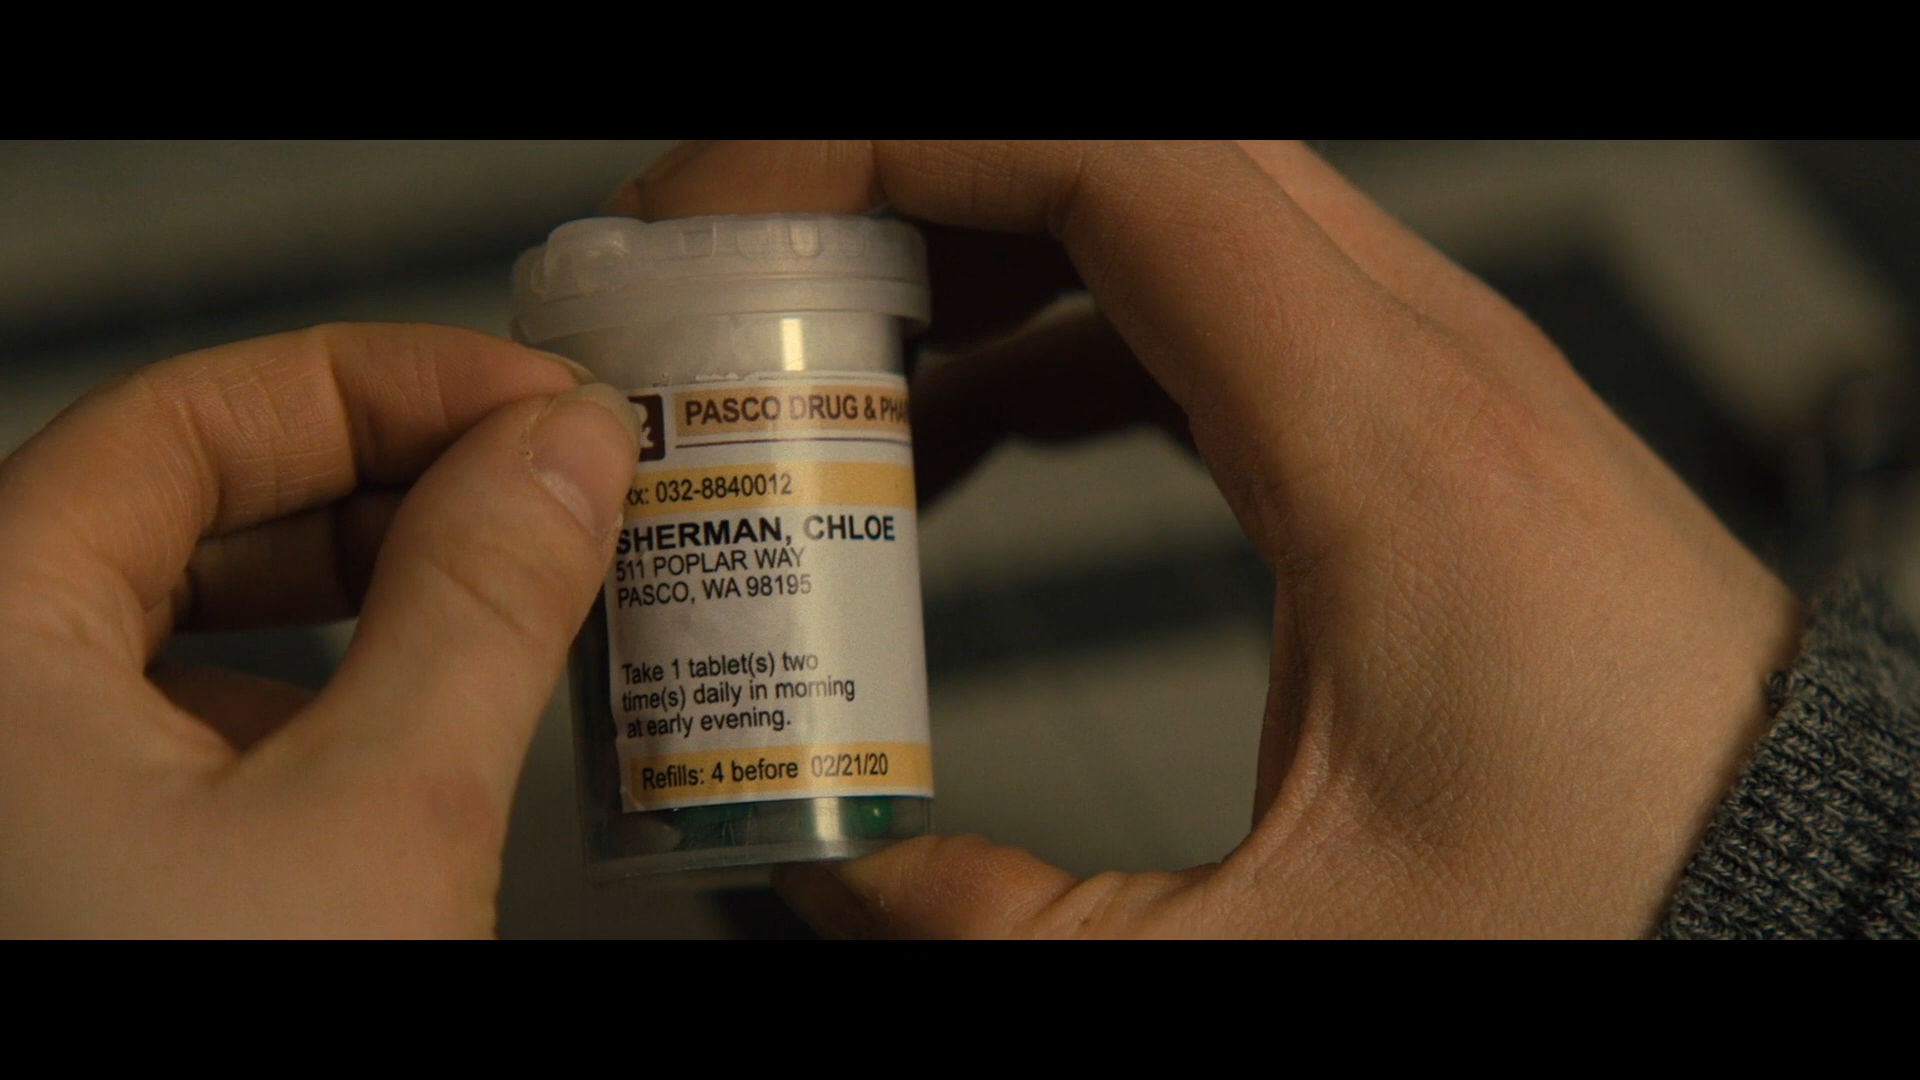 PASCO DRUG &
Rx: 032-8840012
SHERMAN, CHLOE
511 POPLAR WAY
PASCO, WA 98195
Take 1 tablet(s) two
time(s) daily in morning
at early evening.
Refills: 4 before 02/21/20